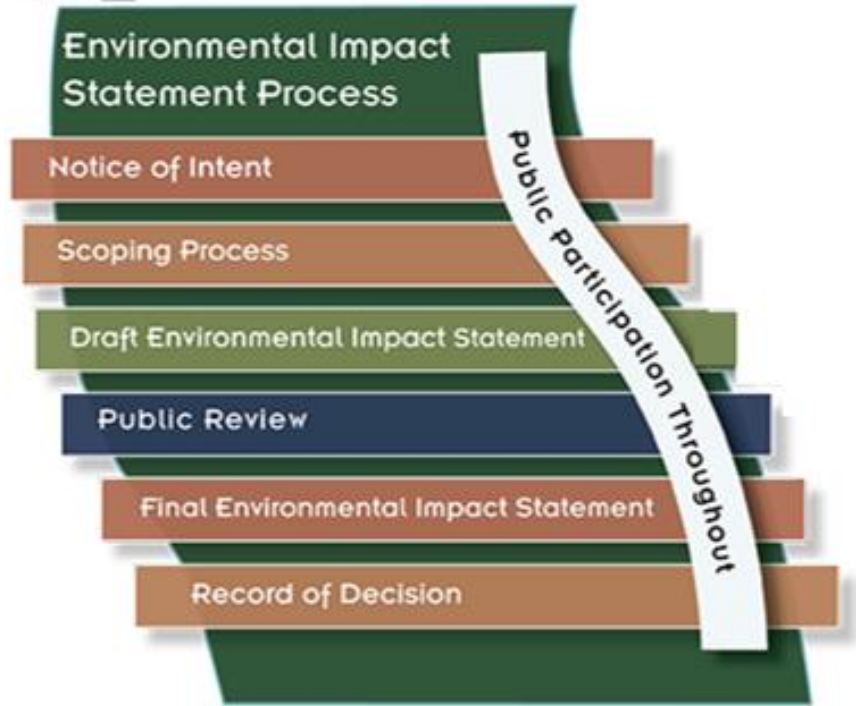 Environmental Impact
Statement Process
Notice of Intent
Scoping Process
Draft Environmental Impact Statement
Public Review
Final Environmental Impact Statement
Record of Decision
Public Participation Throughout